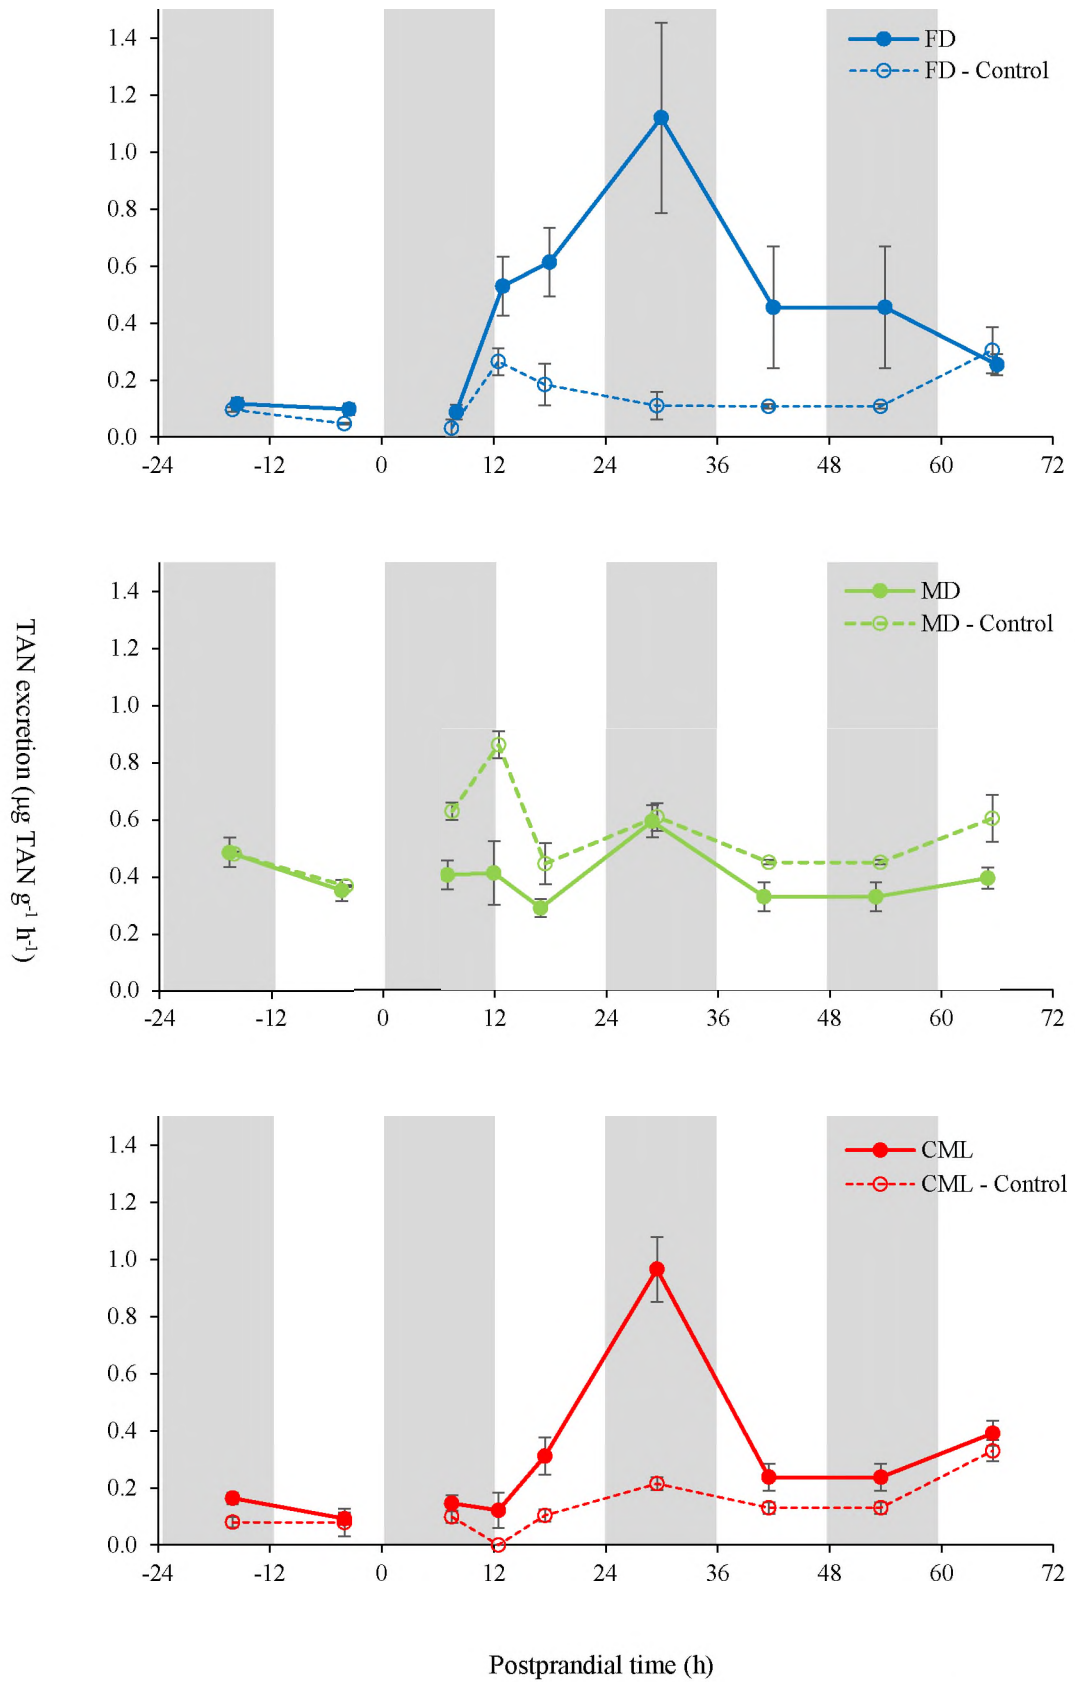 1.4
1.2
1.0
0.8
0.6
0.4
0.2
0.0
FD
FD - Control
-24 -12 0 12 24 36 48 60 72
TAN excretion (µg TAN g⁻¹ h⁻¹)
1.4
1.2
1.0
0.8
0.6
0.4
0.2
0.0
MD
MD - Control
-24 -12 0 12 24 36 48 60 72
1.4
1.2
1.0
0.8
0.6
0.4
0.2
0.0
CML
CML - Control
-24 -12 0 12 24 36 48 60 72
Postprandial time (h)